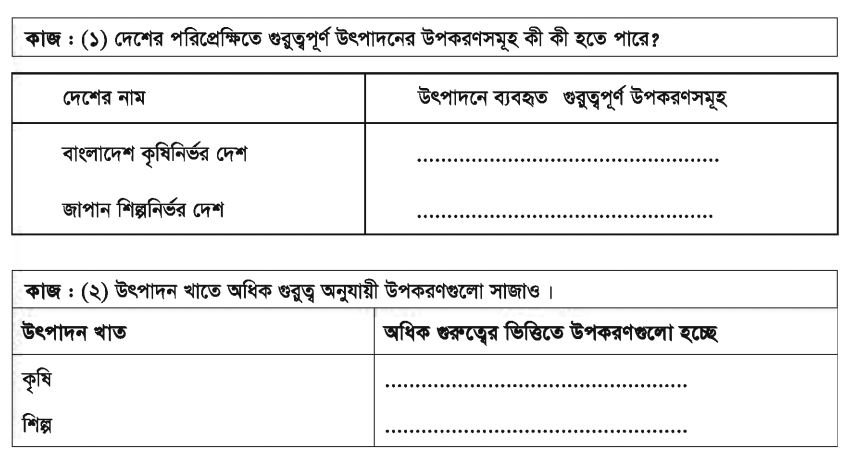 কাজ : (১) দেশের পরিপ্রেক্ষিতে গুরুত্বপূর্ণ উৎপাদনের উপকরণসমূহ কী কী হতে পারে?
দেশের নাম উৎপাদনে ব্যবহৃত গুরুত্বপূর্ণ উপকরণসমূহ
বাংলাদেশ কৃষিনির্ভর দেশ ....................................................
জাপান শিল্পনির্ভর দেশ ...................................................
কাজ : (২) উৎপাদন খাতে অধিক গুরুত্ব অনুযায়ী উপকরণগুলো সাজাও।
উৎপাদন খাত অধিক গুরুত্বের ভিত্তিতে উপকরণগুলো হচ্ছে
কৃষি ....................................................
শিল্প ....................................................